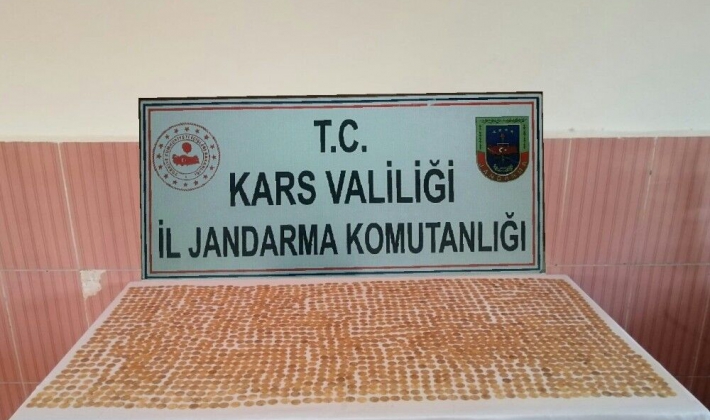 T.C.
KARS VALİLİĞİ
İL JANDARMA KOMUTANLIĞI